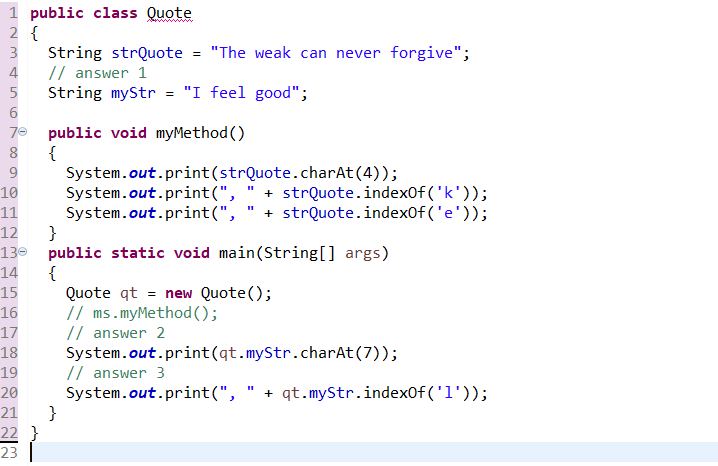 1 public class Quote
2 {
3 String strQuote = "The weak can never forgive";
4 // answer 1
5 String myStr = "I feel good";
6
7 public void myMethod()
8 {
9 System.out.print(strQuote.charAt(4));
10 System.out.print(", " + strQuote.indexOf('k'));
11 System.out.print(", " + strQuote.indexOf('e'));
12 }
13 public static void main(String[] args)
14 {
15 Quote qt = new Quote();
16 // ms.myMethod();
17 // answer 2
18 System.out.print(qt.myStr.charAt(7));
19 // answer 3
20 System.out.print(", " + qt.myStr.indexOf('l'));
21 }
22 }
23